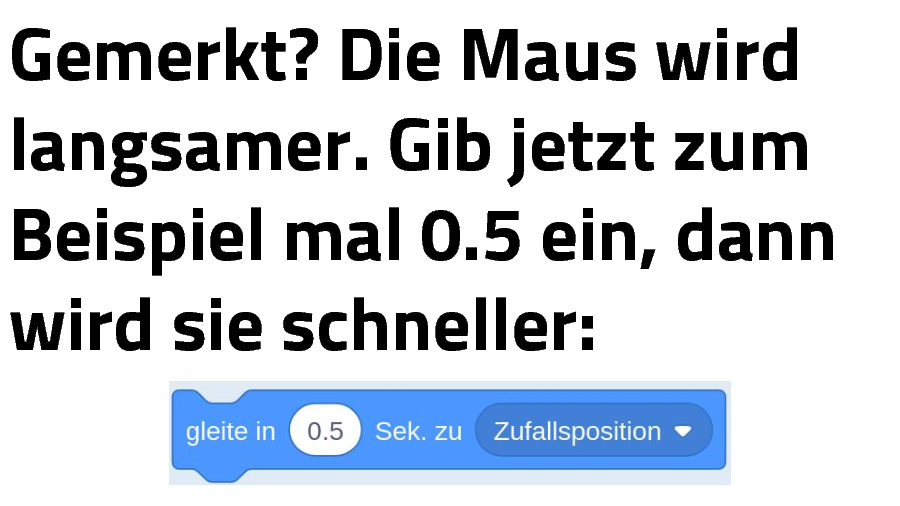 Gemerkt? Die Maus wird
langsamer. Gib jetzt zum
Beispiel mal 0.5 ein, dann
wird sie schneller:
gleite in 0.5 Sek. zu Zufallsposition